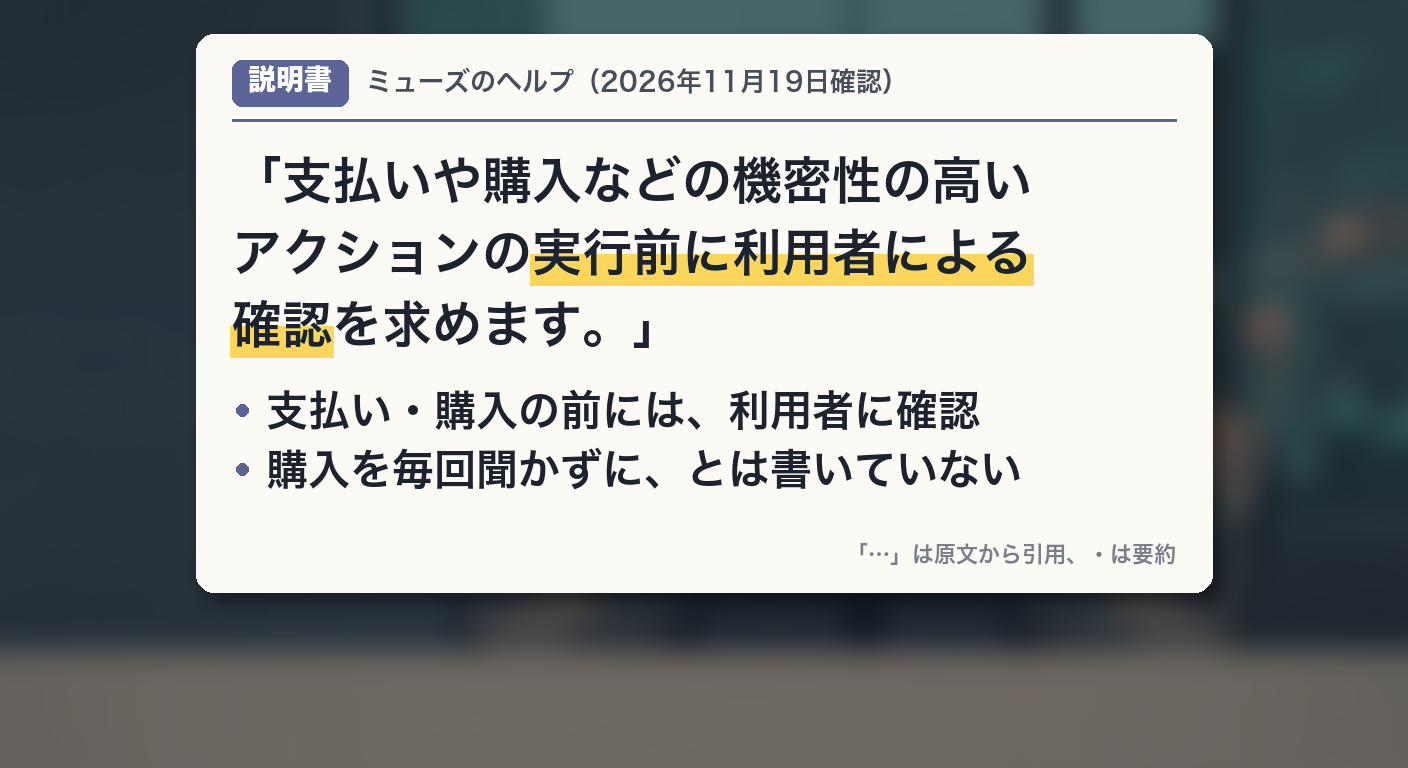 説明書 ミューズのヘルプ（2026年11月19日確認）
「支払いや購入などの機密性の高い
アクションの実行前に利用者による
確認を求めます。」
• 支払い・購入の前には、利用者に確認
• 購入を毎回聞かずに、とは書いていない
「…」は原文から引用、・は要約